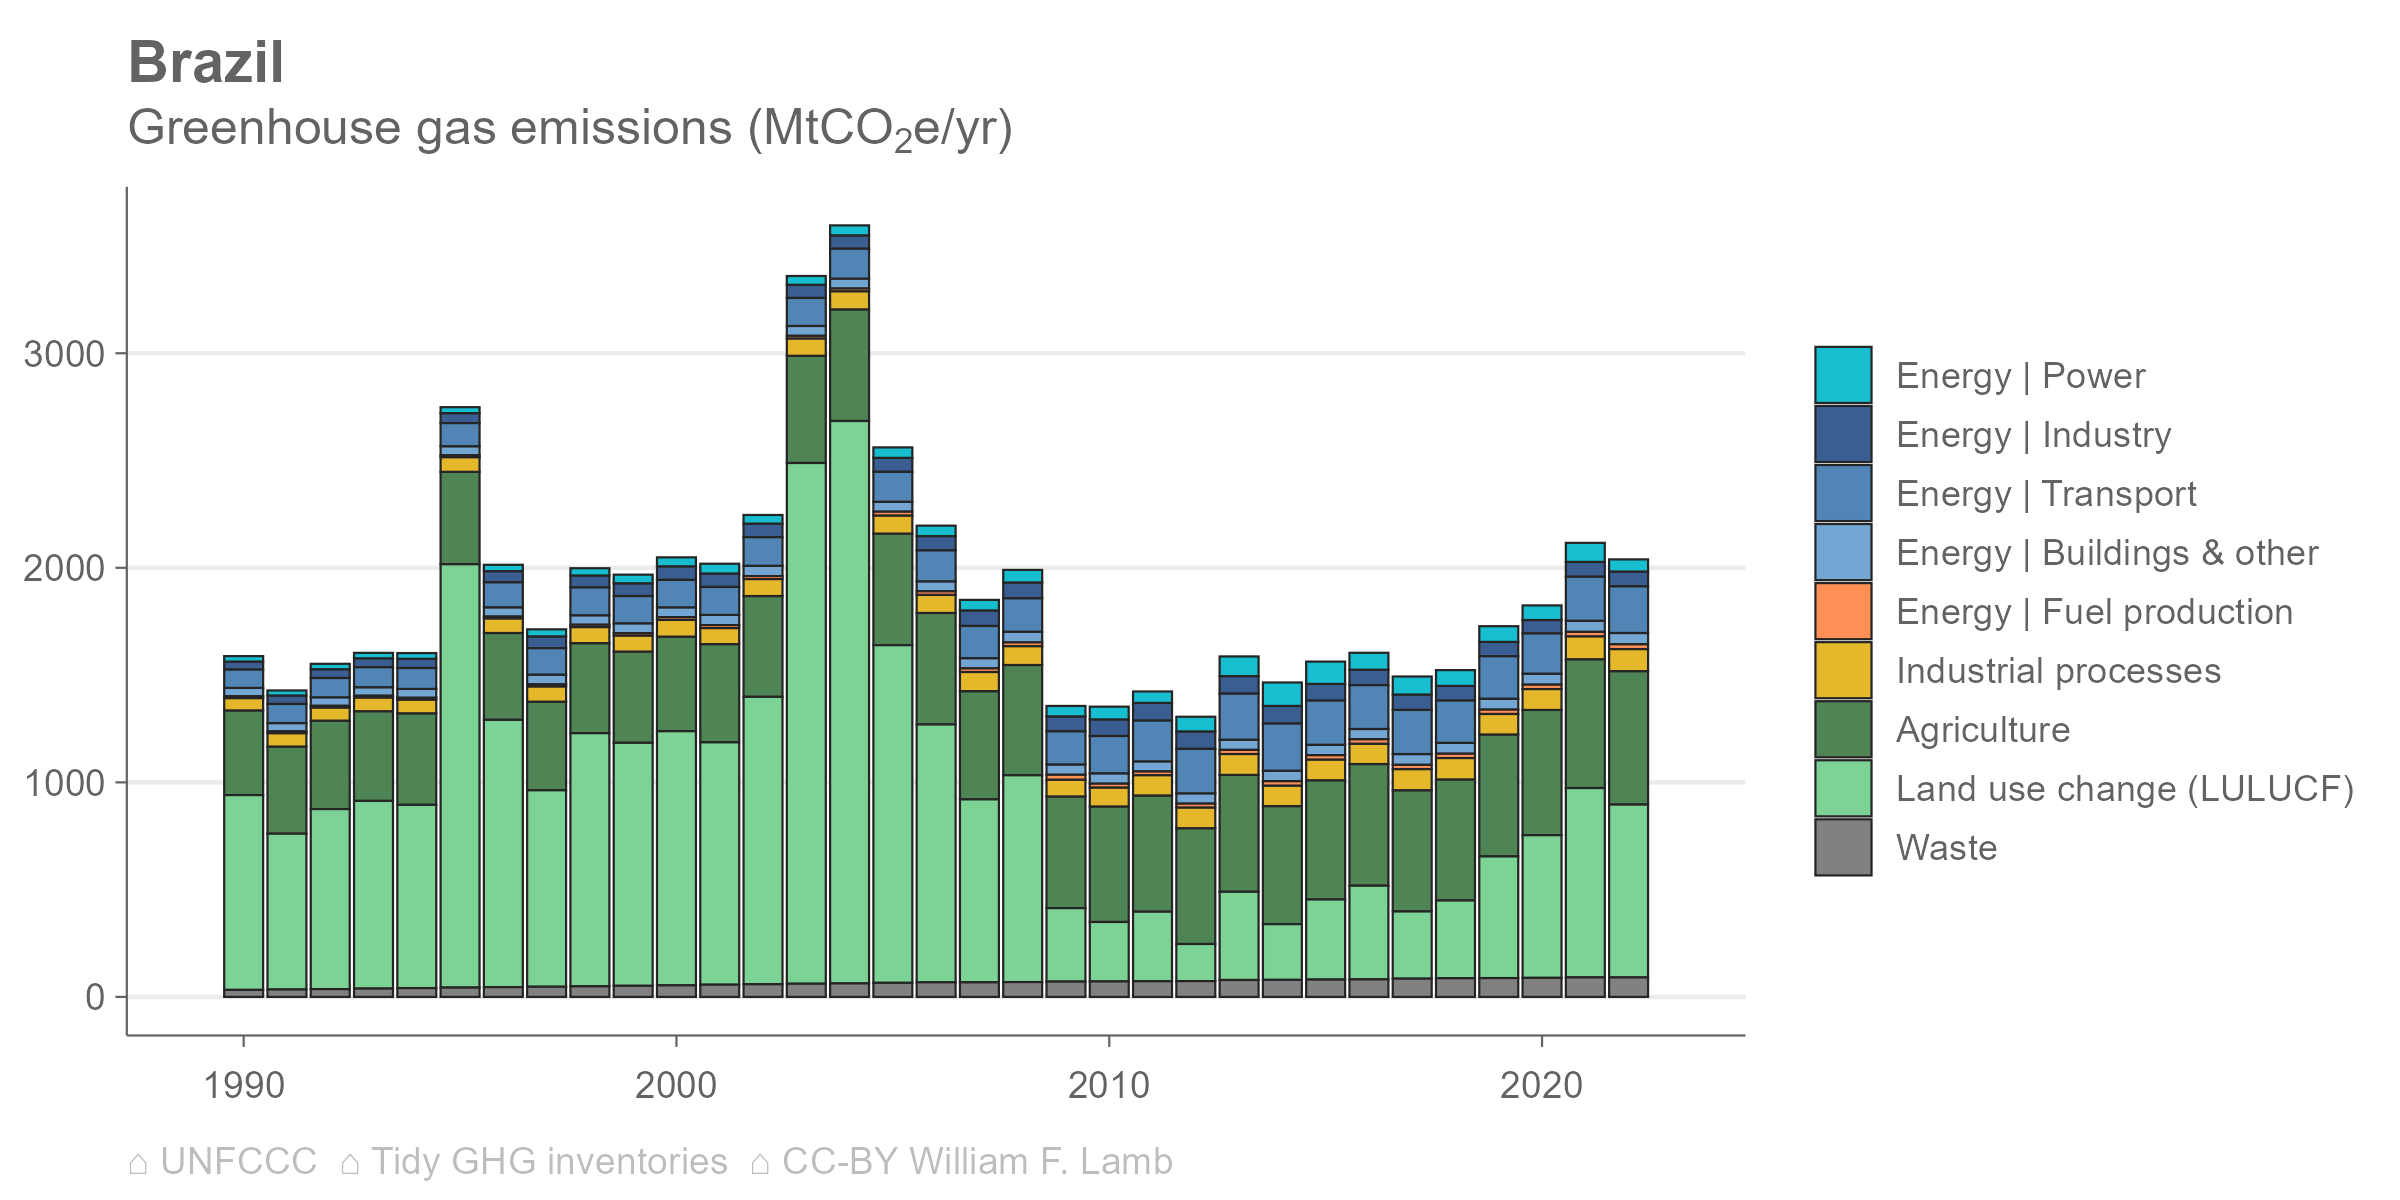 Brazil
Greenhouse gas emissions (MtCO₂e/yr)
3000
2000
1000
0
1990 2000 2010 2020
Energy | Power
Energy | Industry
Energy | Transport
Energy | Buildings & other
Energy | Fuel production
Industrial processes
Agriculture
Land use change (LULUCF)
Waste
⌂ UNFCCC ⌂ Tidy GHG inventories ⌂ CC-BY William F. Lamb